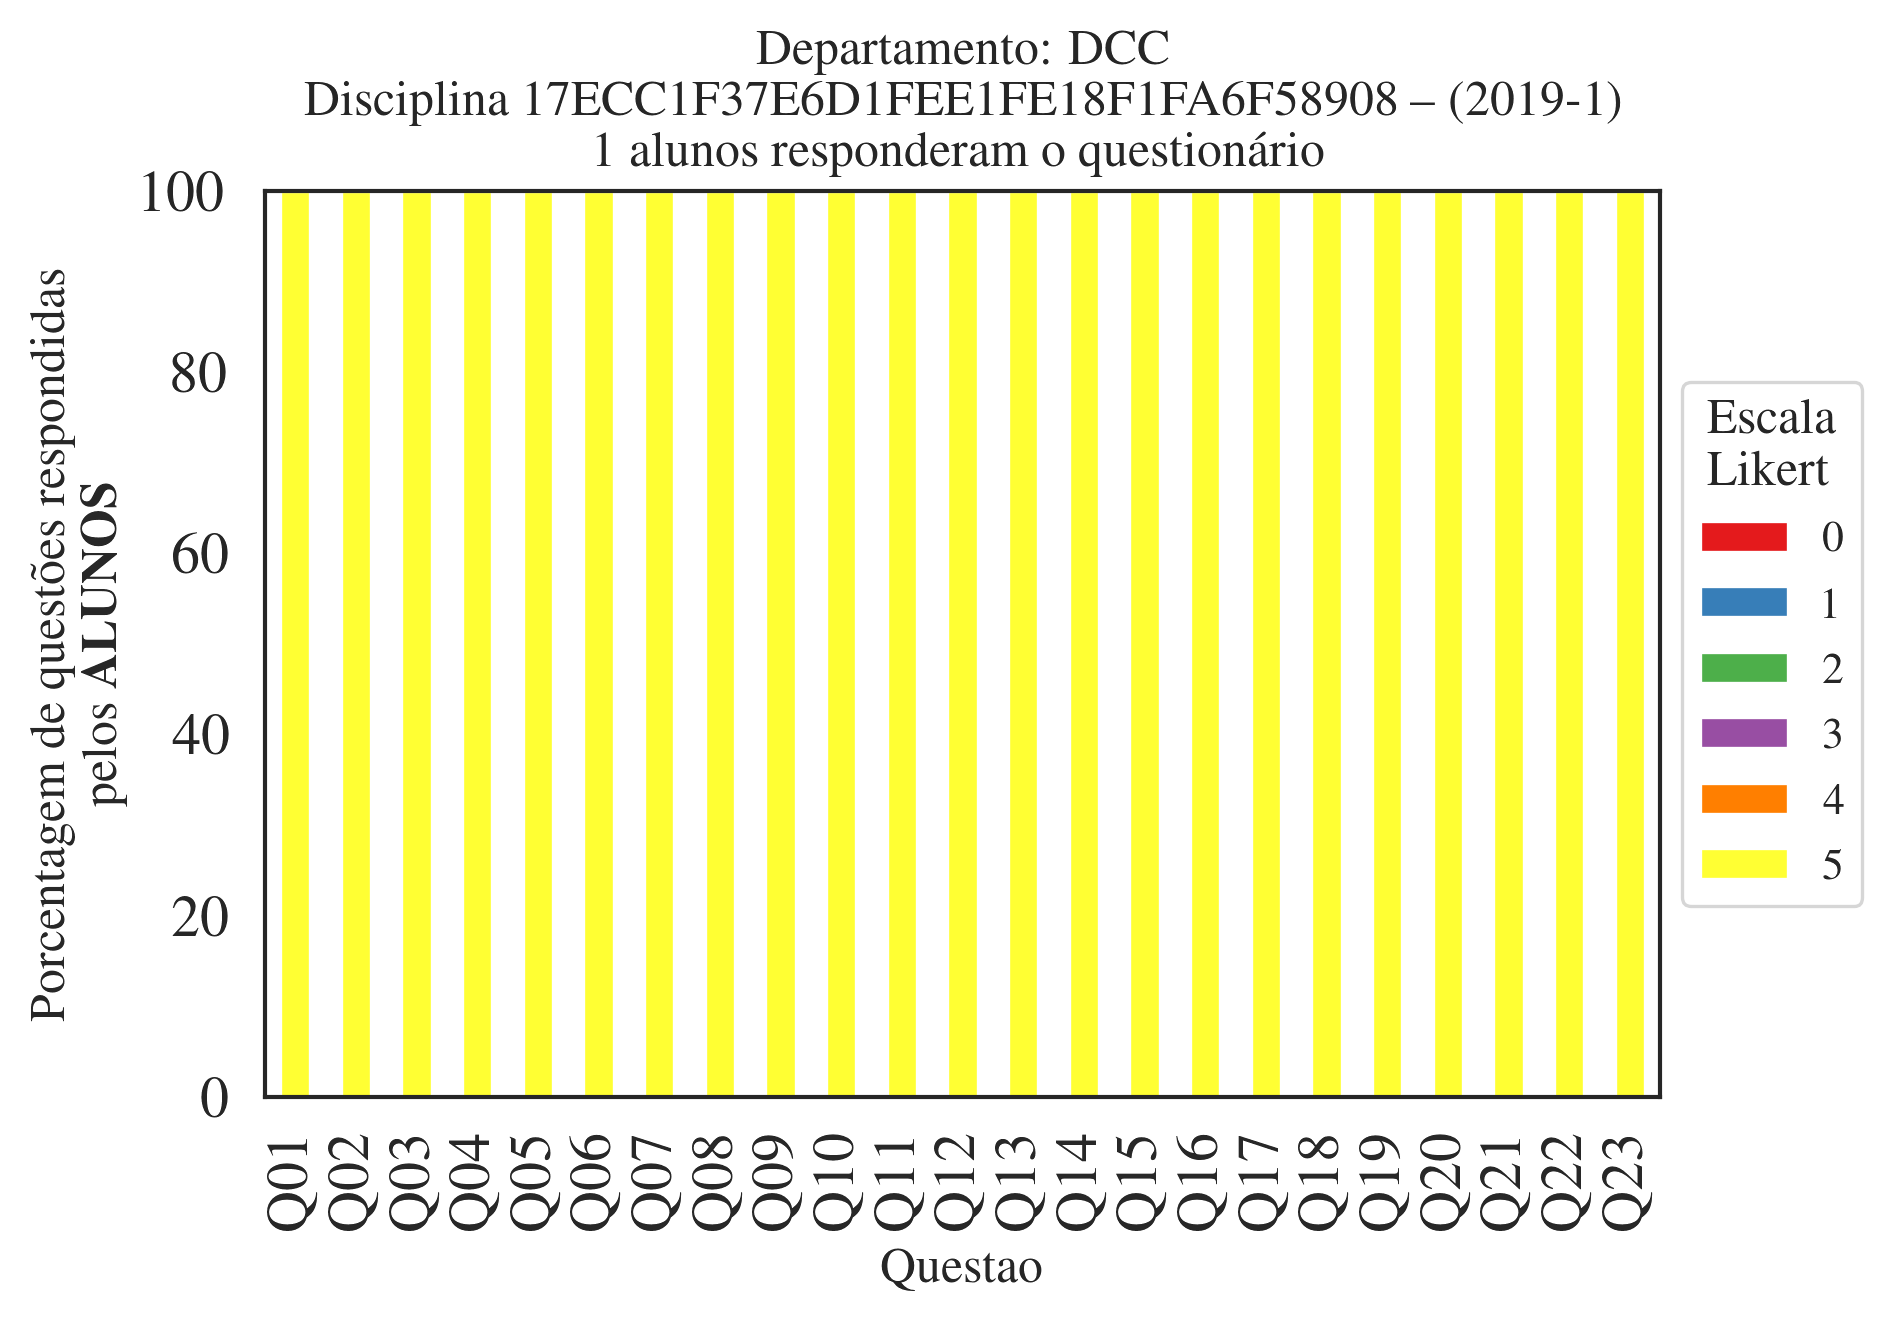 Departamento: DCC
Disciplina 17ECC1F37E6D1FEE1FE18F1FA6F58908 – (2019-1)
1 alunos responderam o questionário
Porcentagem de questões respondidas
pelos ALUNOS
100
80
60
40
20
0
Q01
Q02
Q03
Q04
Q05
Q06
Q07
Q08
Q09
Q10
Q11
Q12
Q13
Q14
Q15
Q16
Q17
Q18
Q19
Q20
Q21
Q22
Q23
Questao
Escala
Likert
0
1
2
3
4
5